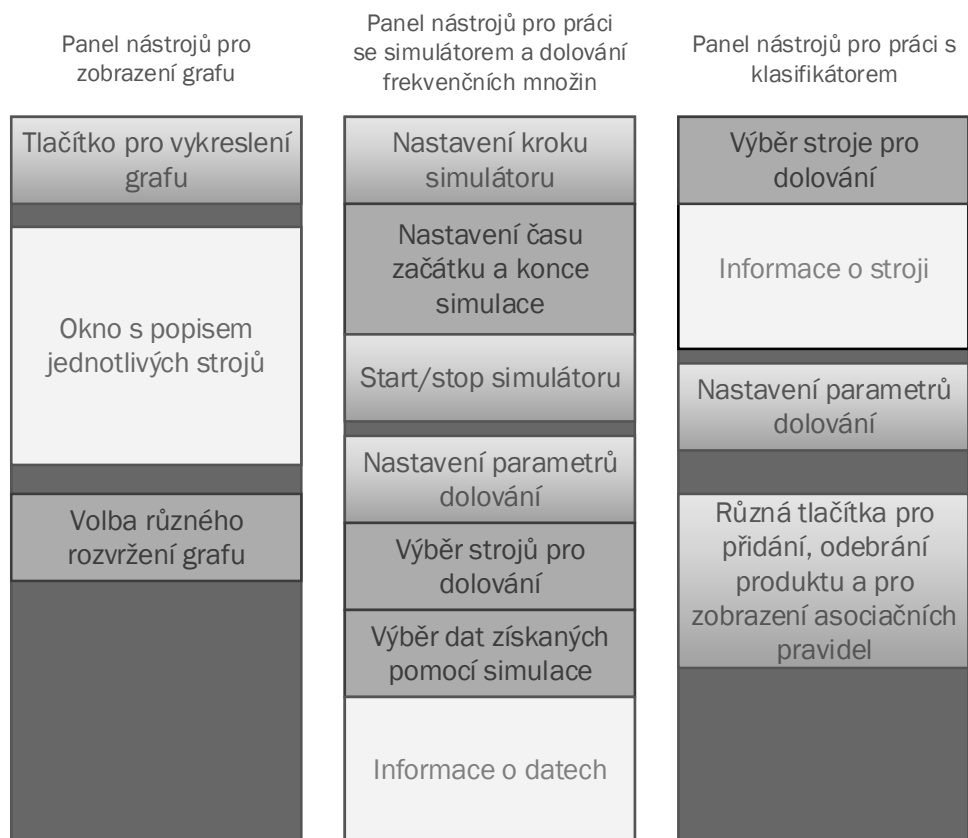 Panel nástrojů pro
zobrazení grafu
Tlačítko pro vykreslení
grafu
Okno s popisem
jednotlivých strojů
Volba různého
rozvržení grafu
Panel nástrojů pro práci
se simulátorem a dolování
frekvenčních množin
Nastavení kroku
simulátoru
Nastavení času
začátku a konce
simulace
Start/stop simulátoru
Nastavení parametrů
dolování
Výběr strojů pro
dolování
Výběr dat získaných
pomocí simulace
Informace o datech
Panel nástrojů pro práci s
klasifikátorem
Výběr stroje pro
dolování
Informace o stroji
Nastavení parametrů
dolování
Různá tlačítka pro
přidání, odebrání
produktu a pro
zobrazení asociačních
pravidel